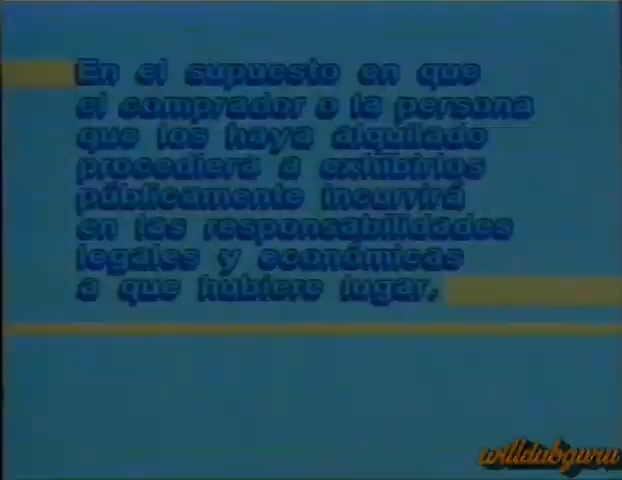 En el supuesto en que
el comprador o la persona
que los haya alquilado
procediera a exhibirlos
públicamente incurrirá
en las responsabilidades
legales y económicas
a que hubiere lugar.
willdubguru